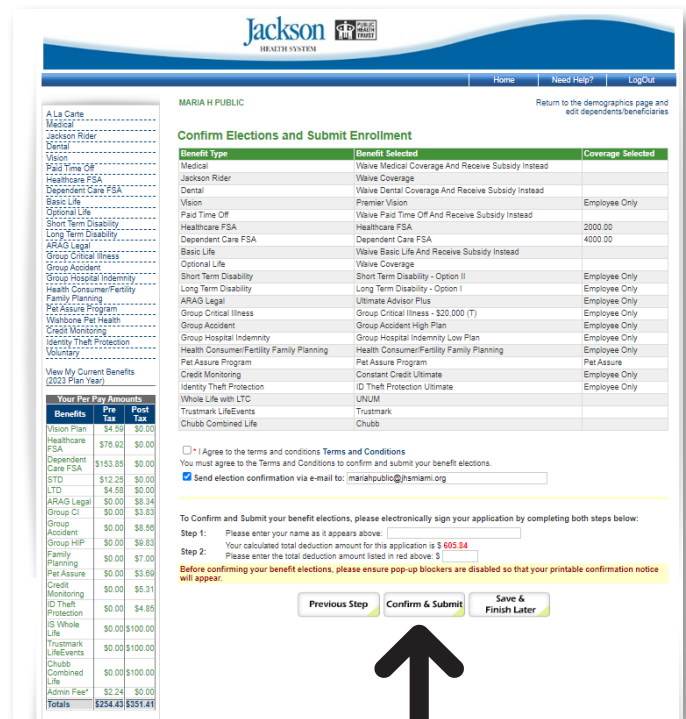 Jackson
HEALTH SYSTEM
PUBLIC
HEALTH
TRUST
Home
Need Help?
LogOut
A La Carte
Medical
Jackson Rider
Dental
Vision
Paid Time Off
Healthcare FSA
Dependent Care FSA
Basic Life
Optional Life
Short Term Disability
Long Term Disability
ARAG Legal
Group Critical Illness
Group Accident
Group Hospital Indemnity
Health Consumer/Fertility
Family Planning
Pet Assure Program
Wishbone Pet Health
Credit Monitoring
Identity Theft Protection
Voluntary
View My Current Benefits
(2023 Plan Year)
Your Per Pay Amounts
Benefits Pre Tax Post Tax
Vision Plan $4.59 $0.00
Healthcare FSA $76.92 $0.00
Dependent Care FSA $153.85 $0.00
STD $12.25 $0.00
LTD $4.58 $0.00
ARAG Legal $0.00 $8.34
Group CI $0.00 $3.83
Group Accident $0.00 $8.56
Group HIP $0.00 $9.83
Family Planning $0.00 $7.00
Pet Assure $0.00 $3.69
Credit Monitoring $0.00 $5.31
ID Theft Protection $0.00 $4.85
IS Whole Life $0.00 $100.00
Trustmark LifeEvents $0.00 $100.00
Chubb Combined Life $0.00 $100.00
Admin Fee* $2.24 $0.00
Totals $254.43 $351.41
MARIA H PUBLIC
Return to the demographics page and
edit dependents/beneficiaries
Confirm Elections and Submit Enrollment
Benefit Type Benefit Selected Coverage Selected
Medical Waive Medical Coverage And Receive Subsidy Instead
Jackson Rider Waive Coverage
Dental Waive Dental Coverage And Receive Subsidy Instead
Vision Premier Vision Employee Only
Paid Time Off Waive Paid Time Off And Receive Subsidy Instead
Healthcare FSA Healthcare FSA 2000.00
Dependent Care FSA Dependent Care FSA 4000.00
Basic Life Waive Basic Life And Receive Subsidy Instead
Optional Life Waive Coverage
Short Term Disability Short Term Disability - Option II Employee Only
Long Term Disability Long Term Disability - Option I Employee Only
ARAG Legal Ultimate Advisor Plus Employee Only
Group Critical Illness Group Critical Illness - $20,000 (T) Employee Only
Group Accident Group Accident High Plan Employee Only
Group Hospital Indemnity Group Hospital Indemnity Low Plan Employee Only
Health Consumer/Fertility Family Planning Health Consumer/Fertility Family Planning Employee Only
Pet Assure Program Pet Assure Program Pet Assure
Credit Monitoring Constant Credit Ultimate Employee Only
Identity Theft Protection ID Theft Protection Ultimate Employee Only
Whole Life with LTC UNUM
Trustmark LifeEvents Trustmark
Chubb Combined Life Chubb
* I Agree to the terms and conditions Terms and Conditions
You must agree to the Terms and Conditions to confirm and submit your benefit elections.
Send election confirmation via e-mail to: mariahpublic@jhsmiami.org
To Confirm and Submit your benefit elections, please electronically sign your application by completing both steps below:
Step 1: Please enter your name as it appears above:
Step 2: Your calculated total deduction amount for this application is $ 605.84
Please enter the total deduction amount listed in red above: $
Before confirming your benefit elections, please ensure pop-up blockers are disabled so that your printable confirmation notice
will appear.
Previous Step
Confirm & Submit
Save &
Finish Later